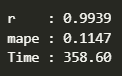 r    : 0.9939
mape : 0.1147
Time : 358.60